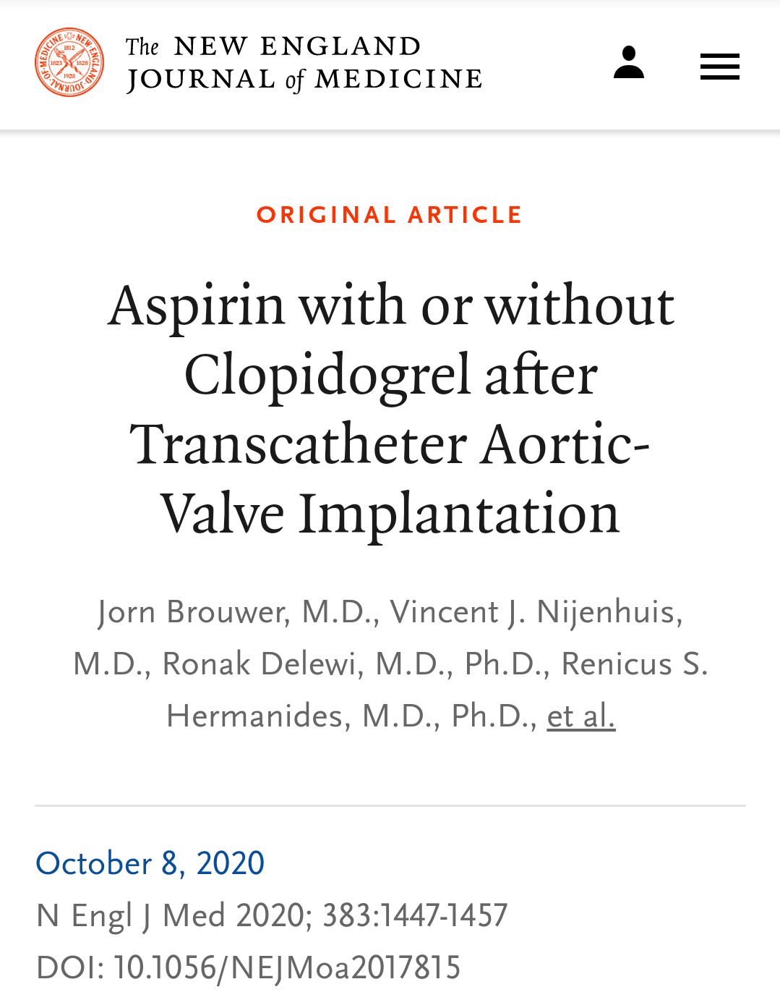 The NEW ENGLAND
JOURNAL of MEDICINE
THE NEW ENGLAND JOURNAL OF MEDICINE
1812
1823
1828
1928
ORIGINAL ARTICLE
Aspirin with or without
Clopidogrel after
Transcatheter Aortic-
Valve Implantation
Jorn Brouwer, M.D., Vincent J. Nijenhuis,
M.D., Ronak Delewi, M.D., Ph.D., Renicus S.
Hermanides, M.D., Ph.D., et al.
October 8, 2020
N Engl J Med 2020; 383:1447-1457
DOI: 10.1056/NEJMoa2017815